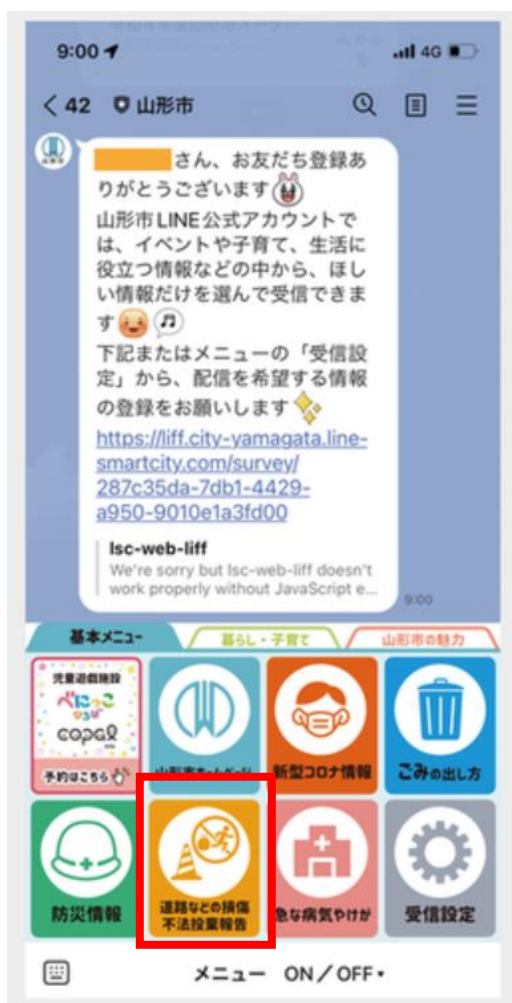 9:00
4G
42 山形市
さん、お友だち登録あ
りがとうございます
山形市LINE公式アカウントで
は、イベントや子育て、生活に
役立つ情報などの中から、ほし
い情報だけを選んで受信できま
す
下記またはメニューの「受信設
定」から、配信を希望する情報
の登録をお願いします
https://liff.city-yamagata.line-
smartcity.com/survey/
287c35da-7db1-4429-
a950-9010e1a3fd00
lsc-web-liff
We're sorry but lsc-web-liff doesn't
work properly without JavaScript e...
9:00
基本メニュー
暮らし・子育て
山形市の魅力
児童遊戯施設
べにっこ
ひろば
copal
予約はこちら
山形市ホームページ
新型コロナ情報
ごみの出し方
防災情報
道路などの損傷
不法投棄報告
急な病気やけが
受信設定
メニュー ON/OFF▾